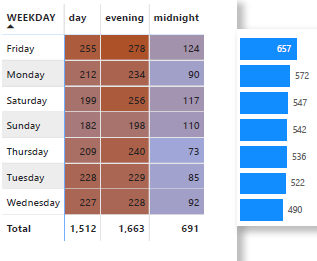 WEEKDAY day evening midnight
Friday 255 278 124
Monday 212 234 90
Saturday 199 256 117
Sunday 182 198 110
Thursday 209 240 73
Tuesday 228 229 85
Wednesday 227 228 92
Total 1,512 1,663 691
657
572
547
542
536
522
490